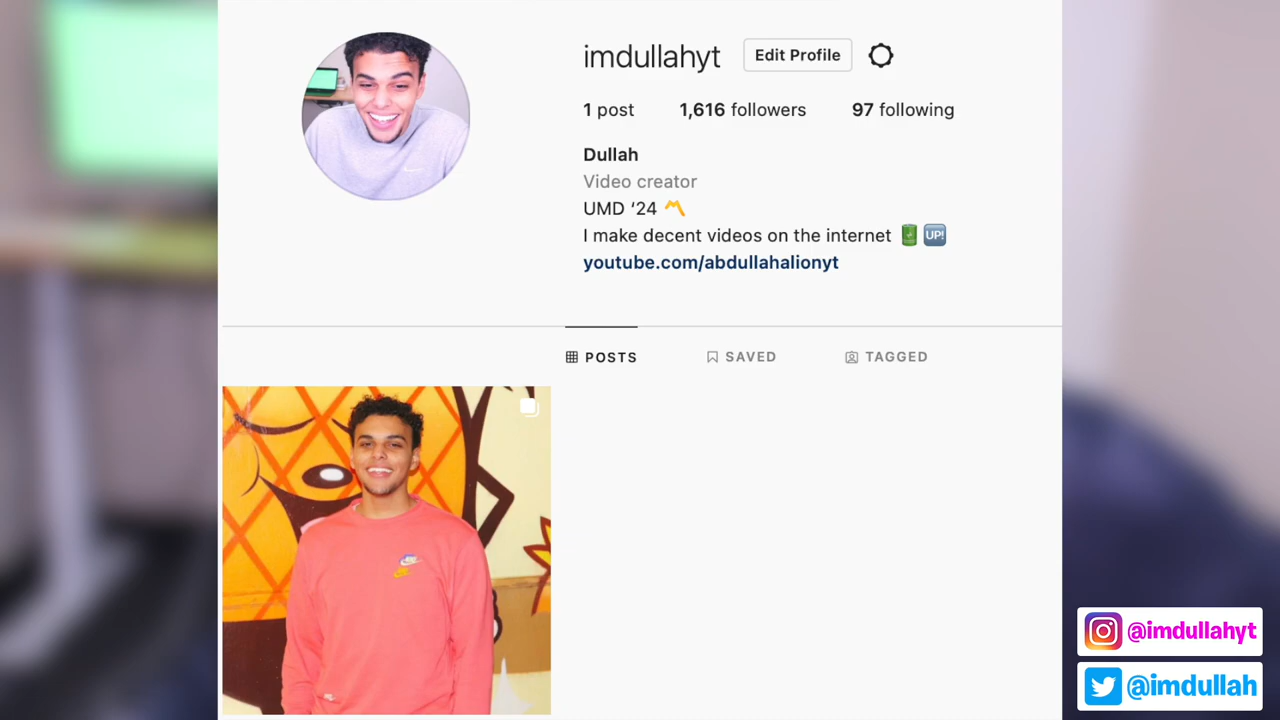 imdullahyt Edit Profile
1 post 1,616 followers 97 following
Dullah
Video creator
UMD ‘24 〽️
I make decent videos on the internet 🔋🆙
youtube.com/abdullahalionyt
POSTS SAVED TAGGED
@imdullahyt
@imdullah